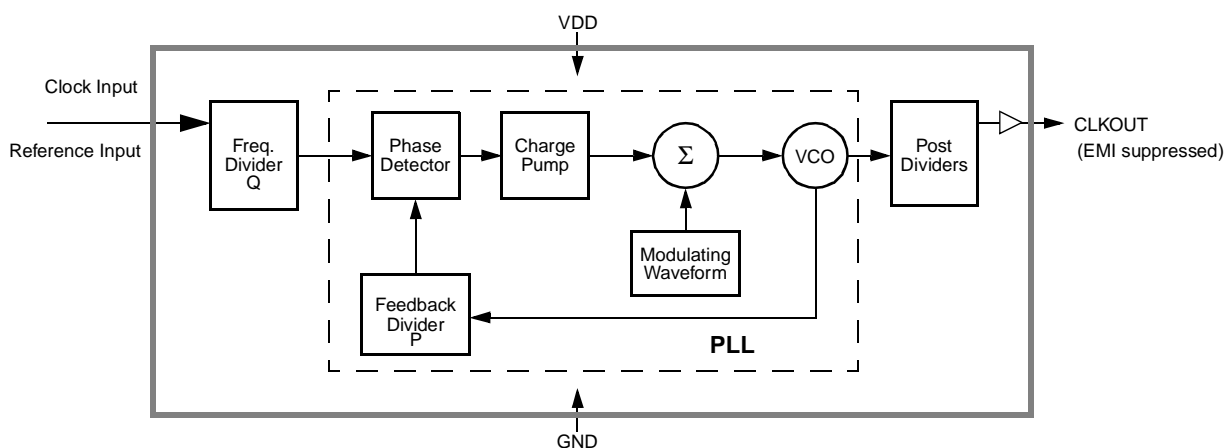 VDD
Clock Input
Reference Input
Freq.
Divider
Q
Phase
Detector
Charge
Pump
Σ
VCO
Post
Dividers
CLKOUT
(EMI suppressed)
Modulating
Waveform
Feedback
Divider
P
PLL
GND